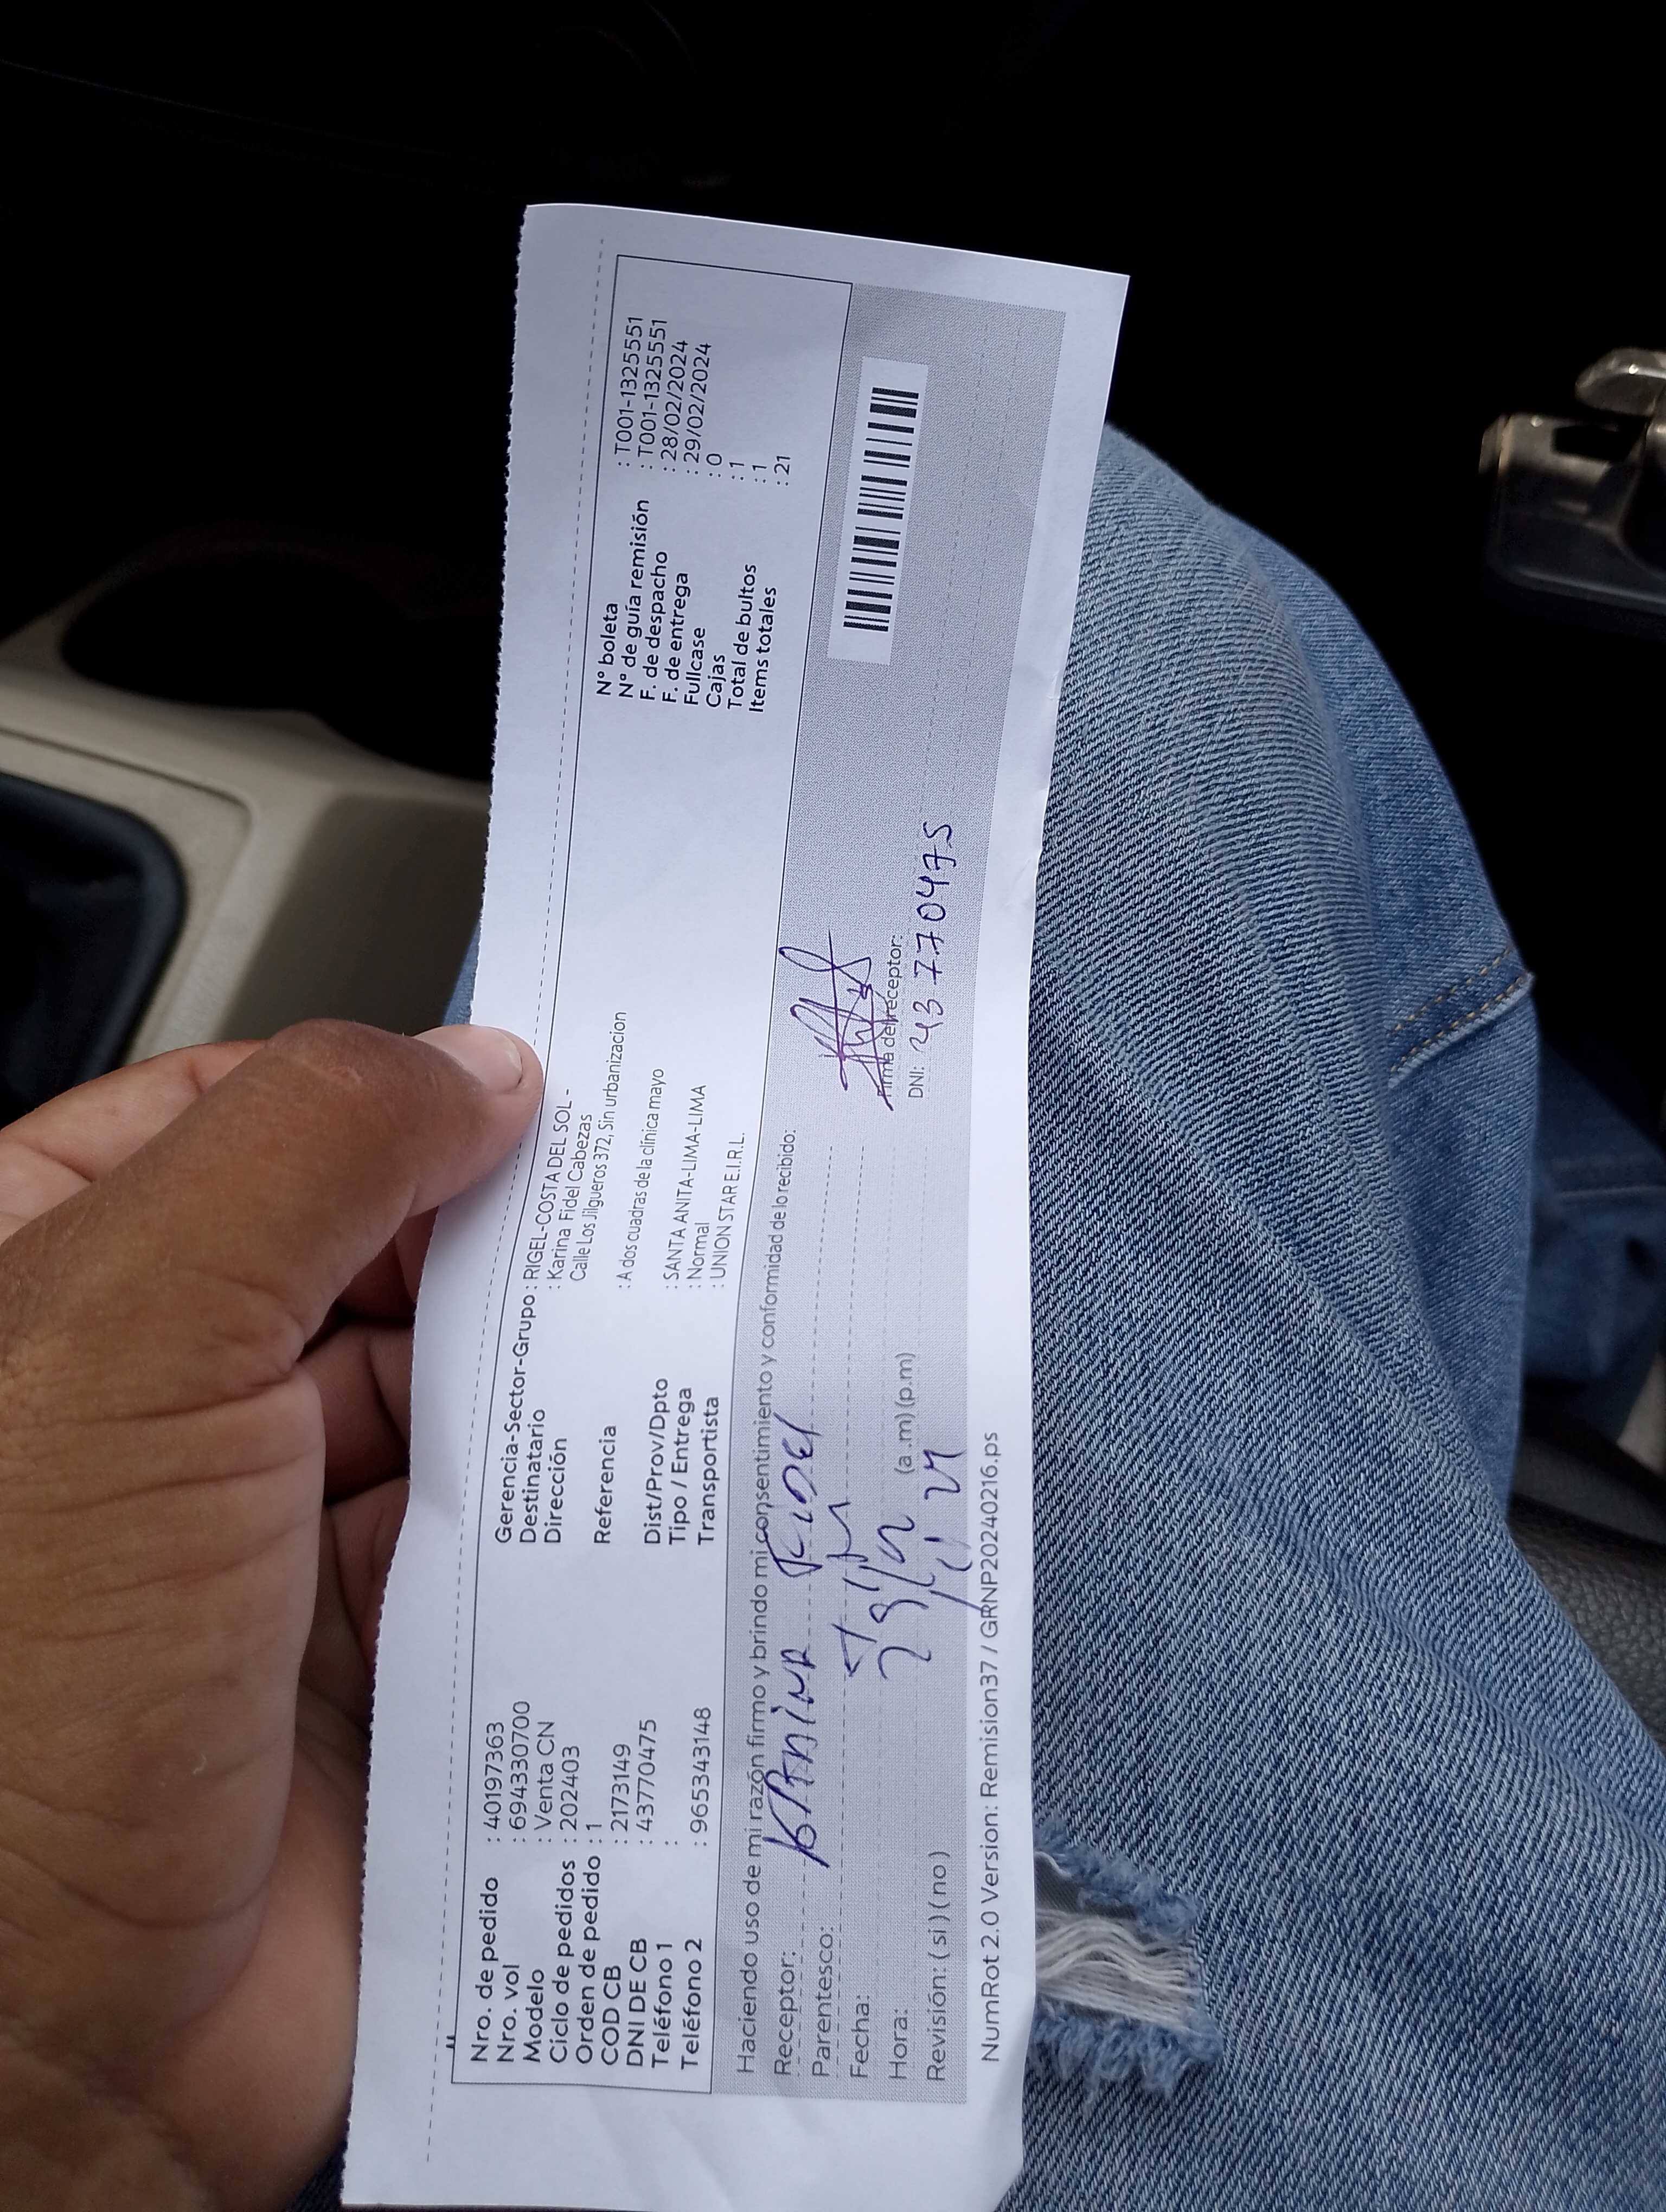 Nro. de pedido : 40197363
Nro. vol : 694330700
Modelo : Venta CN
Ciclo de pedidos : 202403
Orden de pedido : 1
COD CB : 2173149
DNI DE CB : 43770475
Teléfono 1 :
Teléfono 2 : 965343148
Gerencia-Sector-Grupo : RIGEL-COSTA DEL SOL -
Destinatario : Karina Fidel Cabezas
Dirección Calle Los Jilgueros 372, Sin urbanizacion
Referencia : A dos cuadras de la clínica mayo
Dist/Prov/Dpto : SANTA ANITA-LIMA-LIMA
Tipo / Entrega : Normal
Transportista : UNION STAR E.I.R.L.
N° boleta : T001-1325551
N° de guía remisión : T001-1325551
F. de despacho : 28/02/2024
F. de entrega : 29/02/2024
Fullcase : 0
Cajas : 1
Total de bultos : 1
Items totales : 21
Haciendo uso de mi razón firmo y brindo mi consentimiento y conformidad de lo recibido:
Receptor: KARINA FIDEL
Parentesco:
Fecha:
Hora: (a.m) (p.m)
Revisión: ( si ) ( no )
Firma del receptor:
DNI: 43770475
NumRot 2.0 Version: Remision37 / GRNP20240216.ps